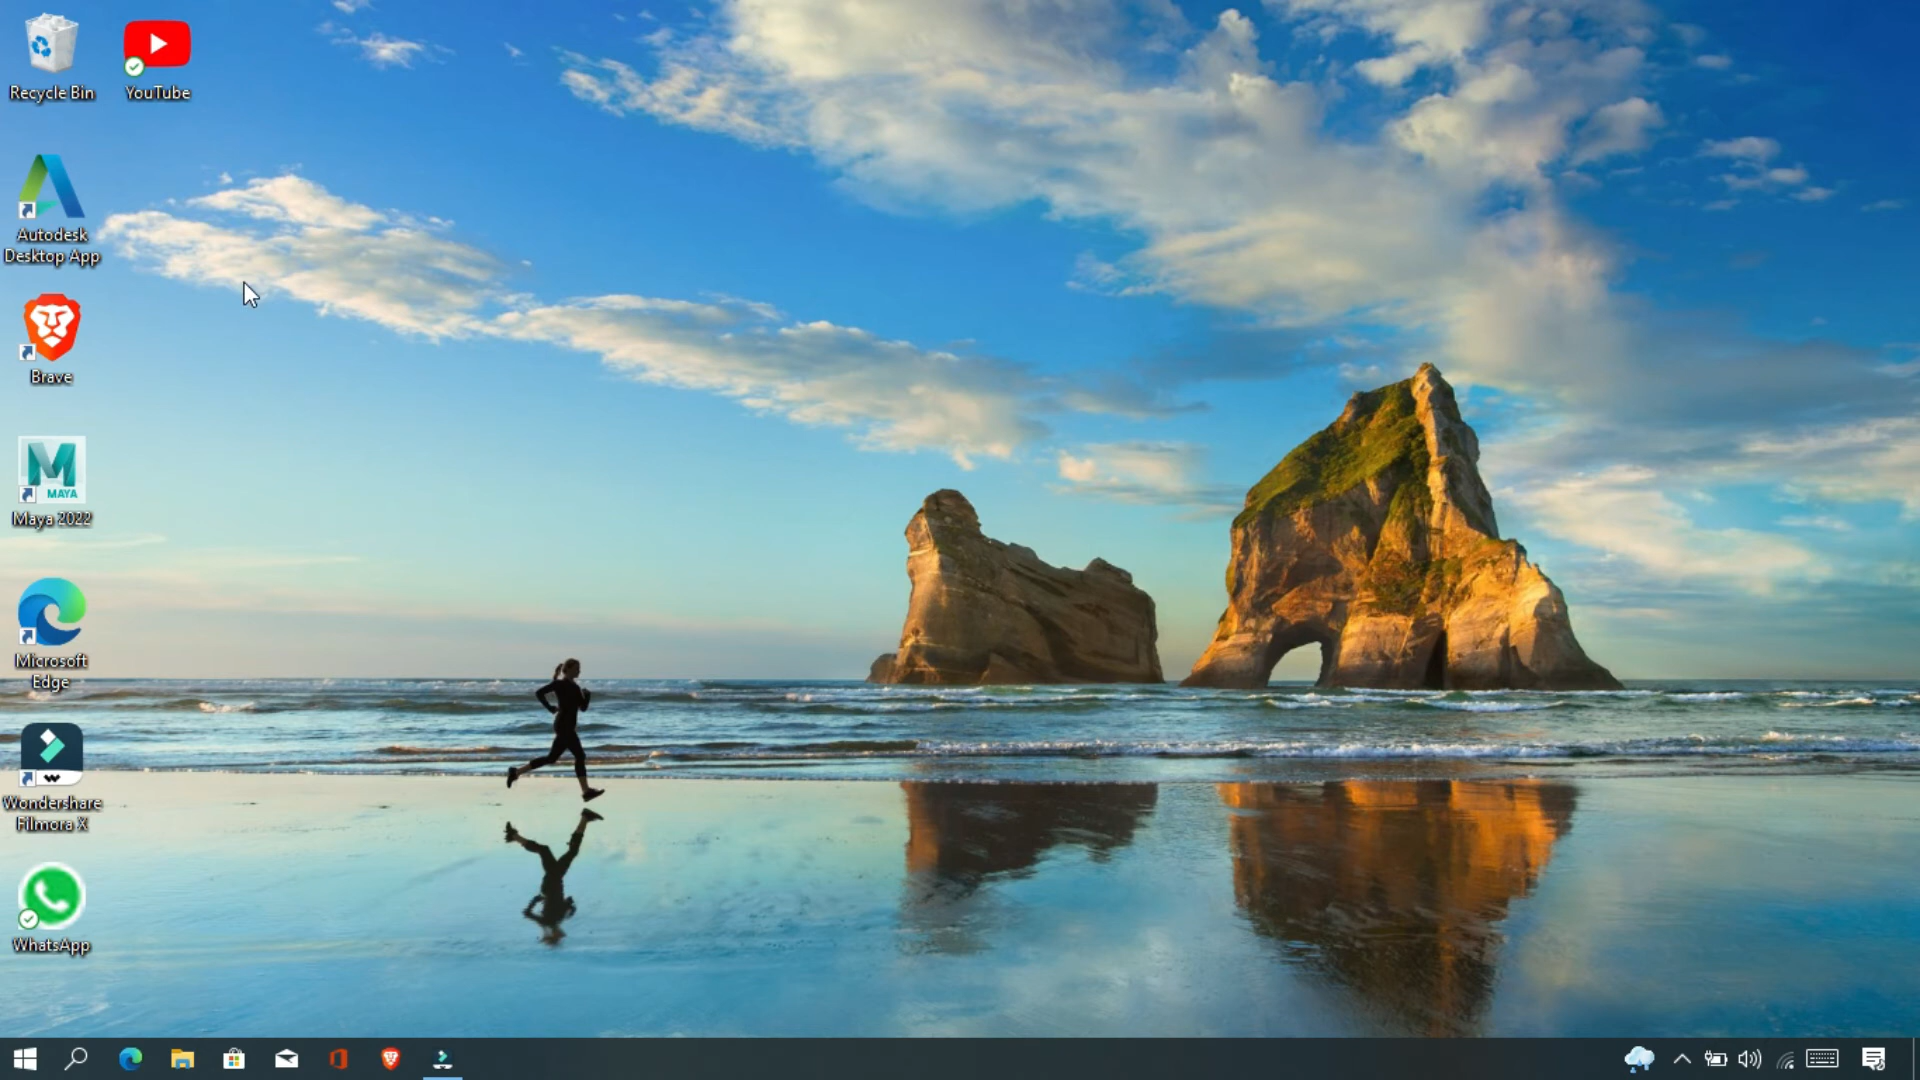 Recycle Bin
YouTube
Autodesk
Desktop App
Brave
MAYA
Maya 2022
Microsoft
Edge
Wondershare
Filmora X
WhatsApp